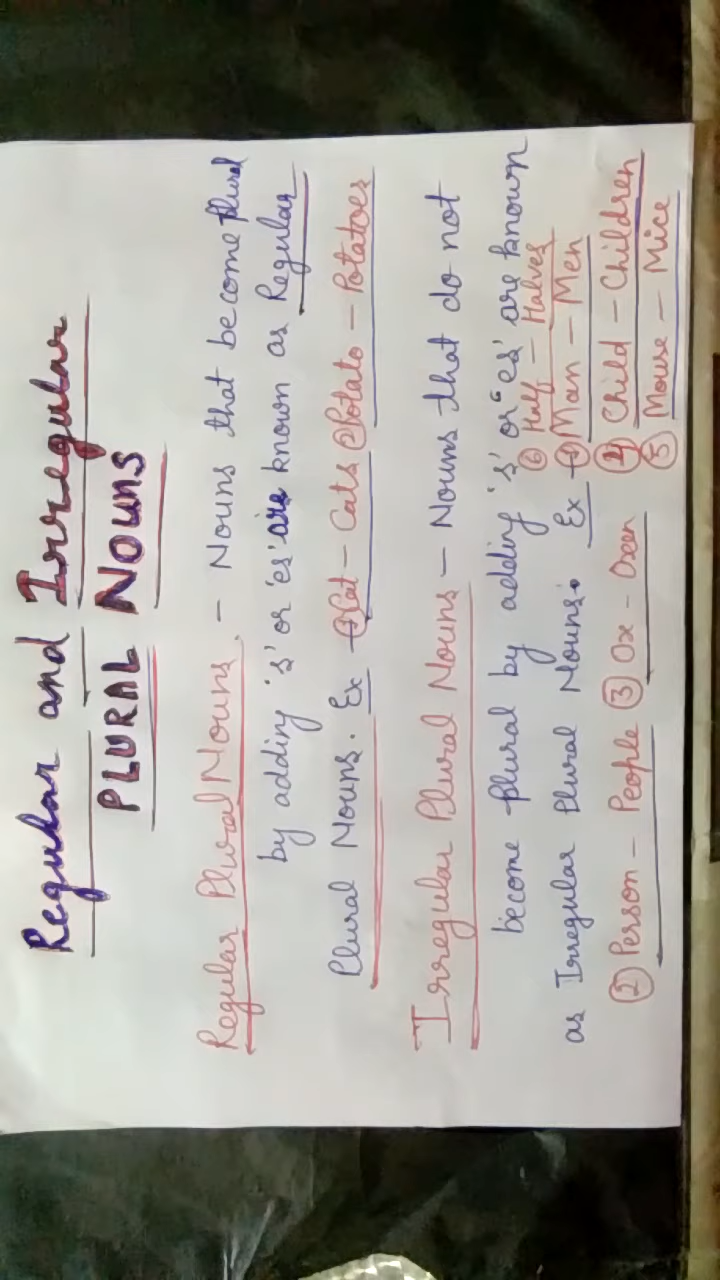 Regular and Irregular
PLURAL NOUNS
Regular Plural Nouns. - Nouns that become plural
by adding 's' or 'es' are known as Regular
Plural Nouns. Ex → ① Cat - Cats ② Potato - Potatoes
Irregular Plural Nouns - Nouns that do not
become plural by adding 's' or "es' are known
⑥ Half - Halves
as Irregular Plural Nouns. Ex → ① Man - Men
② Person - People ③ Ox - Oxen ④ Child - Children
⑤ Mouse - Mice